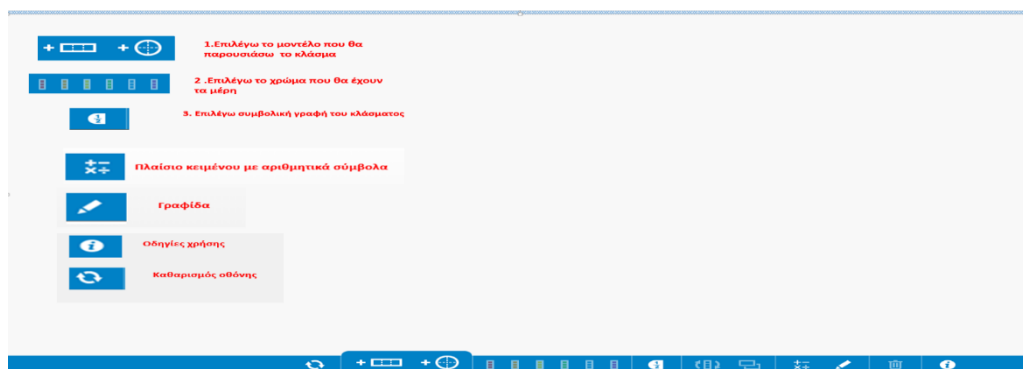 1.Επιλέγω το μοντέλο που θα
παρουσιάσω το κλάσμα
2 .Επιλέγω το χρώμα που θα έχουν
τα μέρη
3. Επιλέγω συμβολική γραφή του κλάσματος
Πλαίσιο κειμένου με αριθμητικά σύμβολα
Γραφίδα
Οδηγίες χρήσης
Καθαρισμός οθόνης